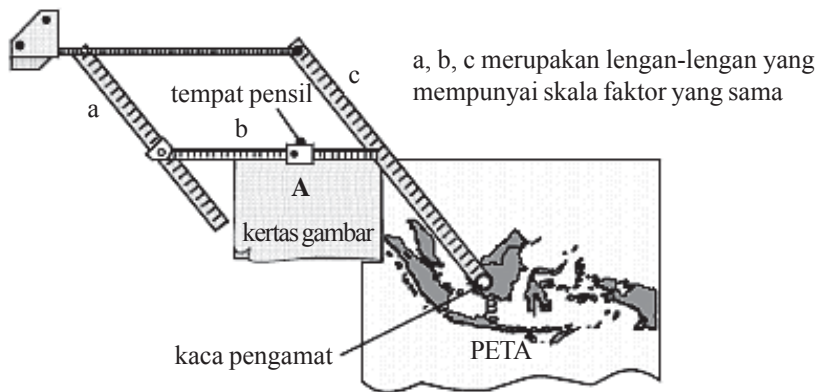 a, b, c merupakan lengan-lengan yang
mempunyai skala faktor yang sama
c
tempat pensil
a
b
A
kertas gambar
kaca pengamat
PETA